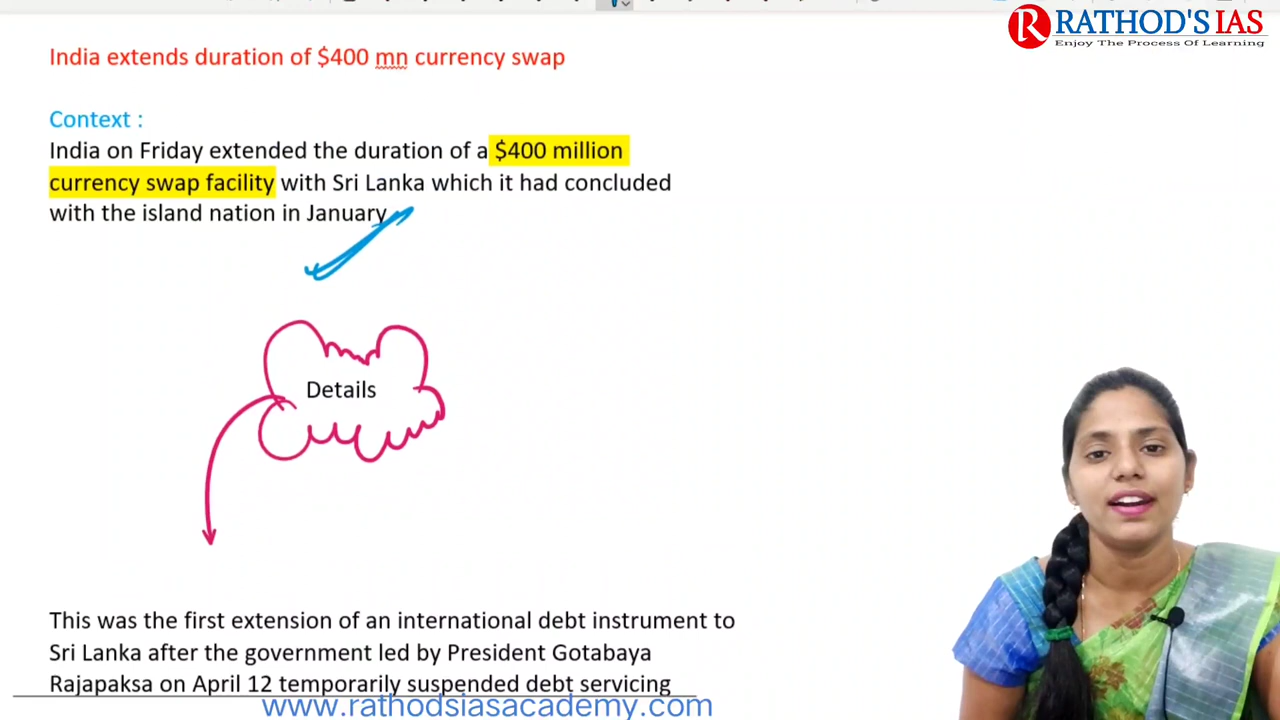 RATHOD'S IAS
Enjoy The Process Of Learning
India extends duration of $400 mn currency swap
Context :
India on Friday extended the duration of a $400 million
currency swap facility with Sri Lanka which it had concluded
with the island nation in January
Details
This was the first extension of an international debt instrument to
Sri Lanka after the government led by President Gotabaya
Rajapaksa on April 12 temporarily suspended debt servicing
www.rathodsiasacademy.com